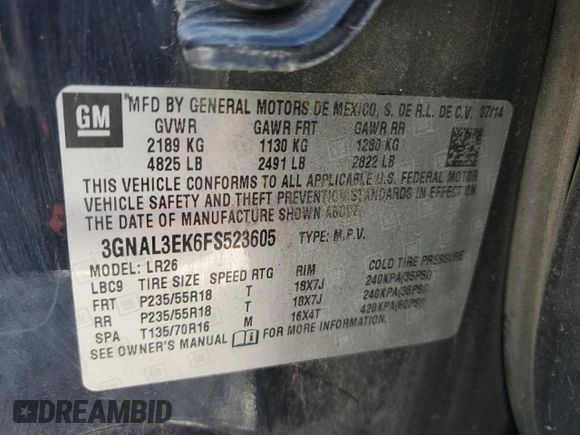 GM
MFD BY GENERAL MOTORS DE MEXICO, S. DE R.L. DE C.V. 07/14
GVWR GAWR FRT GAWR RR
2189 KG 1130 KG 1280 KG
4825 LB 2491 LB 2822 LB
THIS VEHICLE CONFORMS TO ALL APPLICABLE U.S. FEDERAL MOTOR
VEHICLE SAFETY AND THEFT PREVENTION STANDARDS IN EFFECT ON
THE DATE OF MANUFACTURE SHOWN ABOVE.
3GNAL3EK6FS523605 TYPE: M.P.V.
MODEL: LR26
LBC9 TIRE SIZE SPEED RTG RIM COLD TIRE PRESSURE
FRT P235/55R18 T 18X7J 240KPA(35PSI)
RR P235/55R18 T 18X7J 240KPA(35PSI)
SPA T135/70R16 M 16X4T 420KPA(60PSI)
SEE OWNER'S MANUAL
GM GM GM
DREAMBID